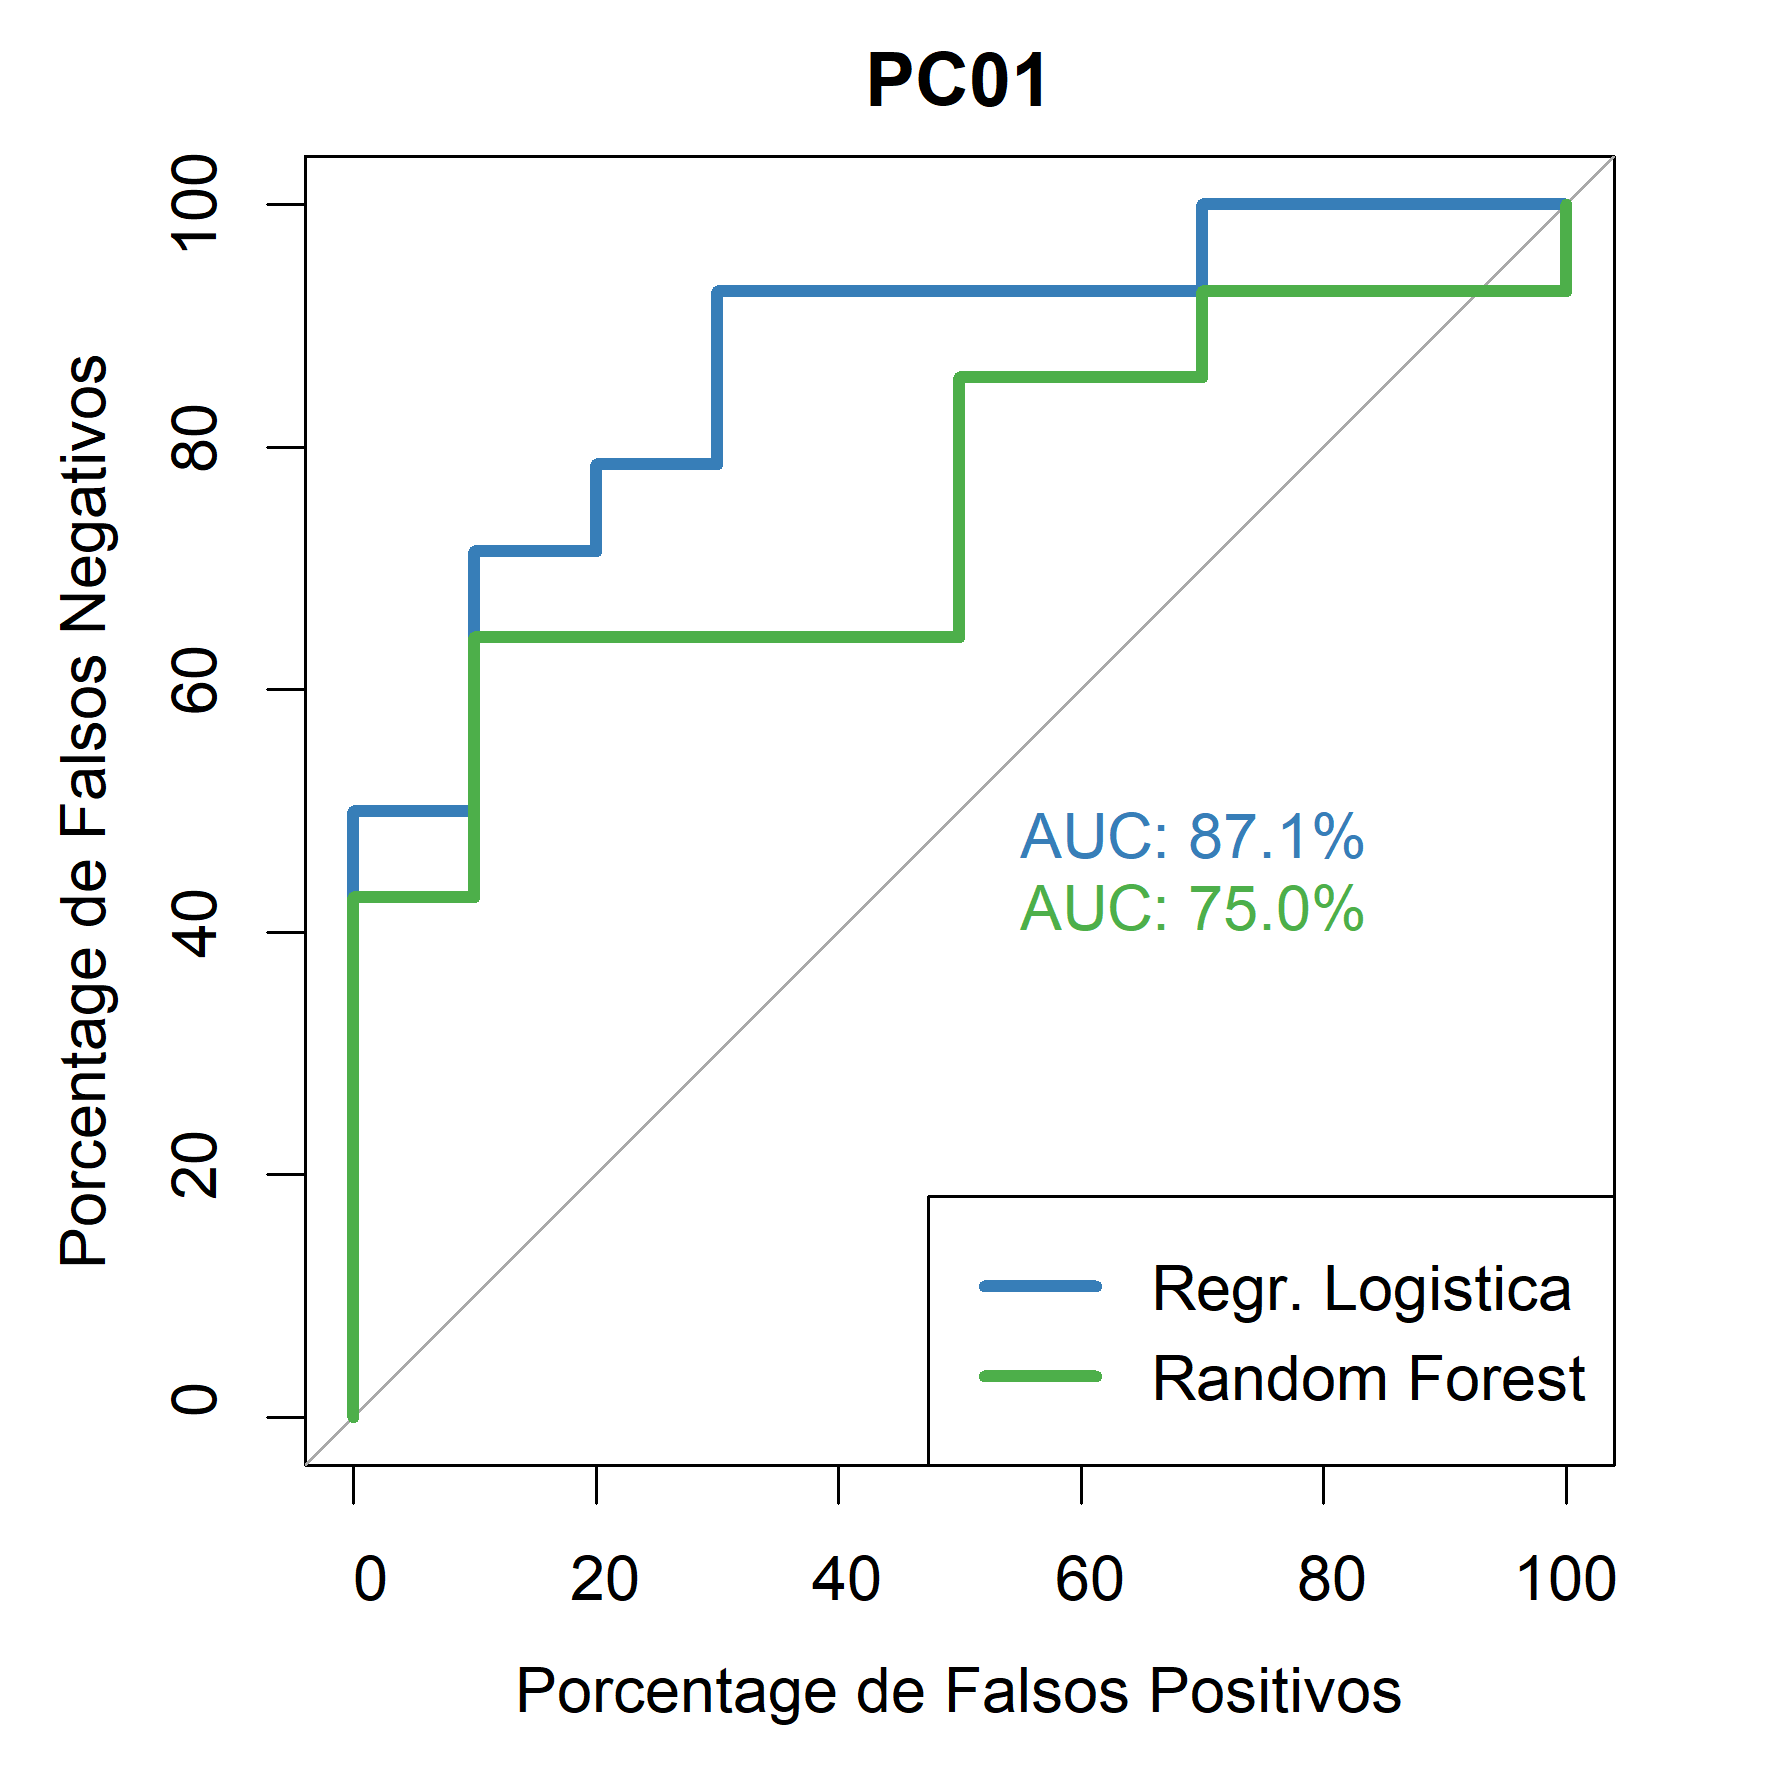 PC01
Porcentage de Falsos Negativos
100
80
60
40
20
0
AUC: 87.1%
AUC: 75.0%
Regr. Logistica
Random Forest
0 20 40 60 80 100
Porcentage de Falsos Positivos